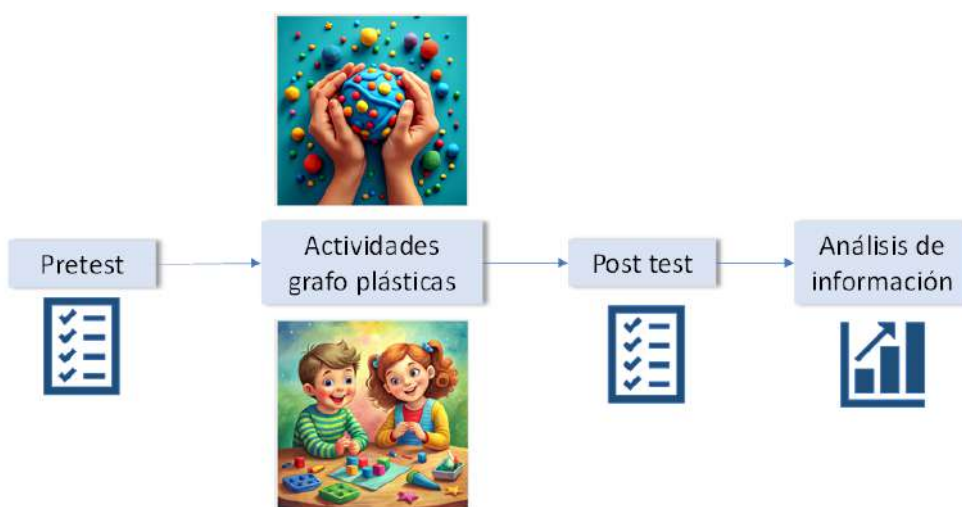 Pretest
Actividades
grafo plásticas
Post test
Análisis de
información